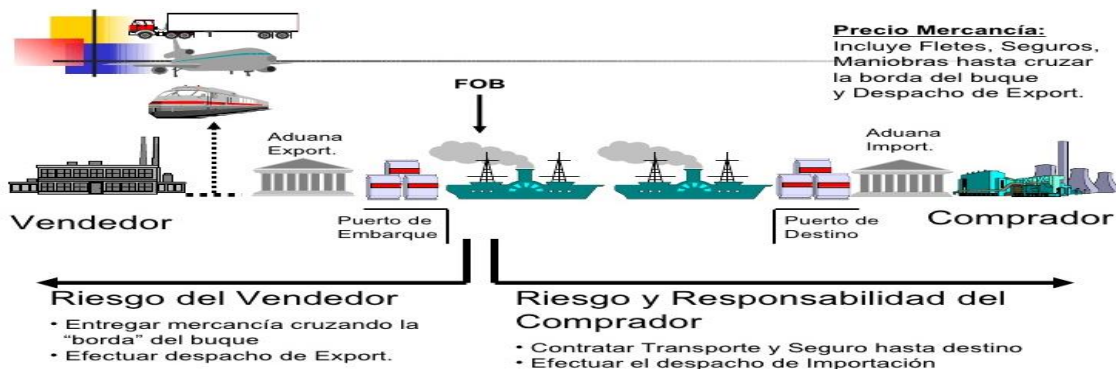 Precio Mercancía:
Incluye Fletes, Seguros,
Maniobras hasta cruzar
la borda del buque
y Despacho de Export.
FOB
Aduana
Export.
Aduana
Import.
Vendedor
Puerto de
Embarque
Puerto de
Destino
Comprador
Riesgo del Vendedor
• Entregar mercancía cruzando la
“borda” del buque
• Efectuar despacho de Export.
Riesgo y Responsabilidad del
Comprador
• Contratar Transporte y Seguro hasta destino
• Efectuar el despacho de Importación